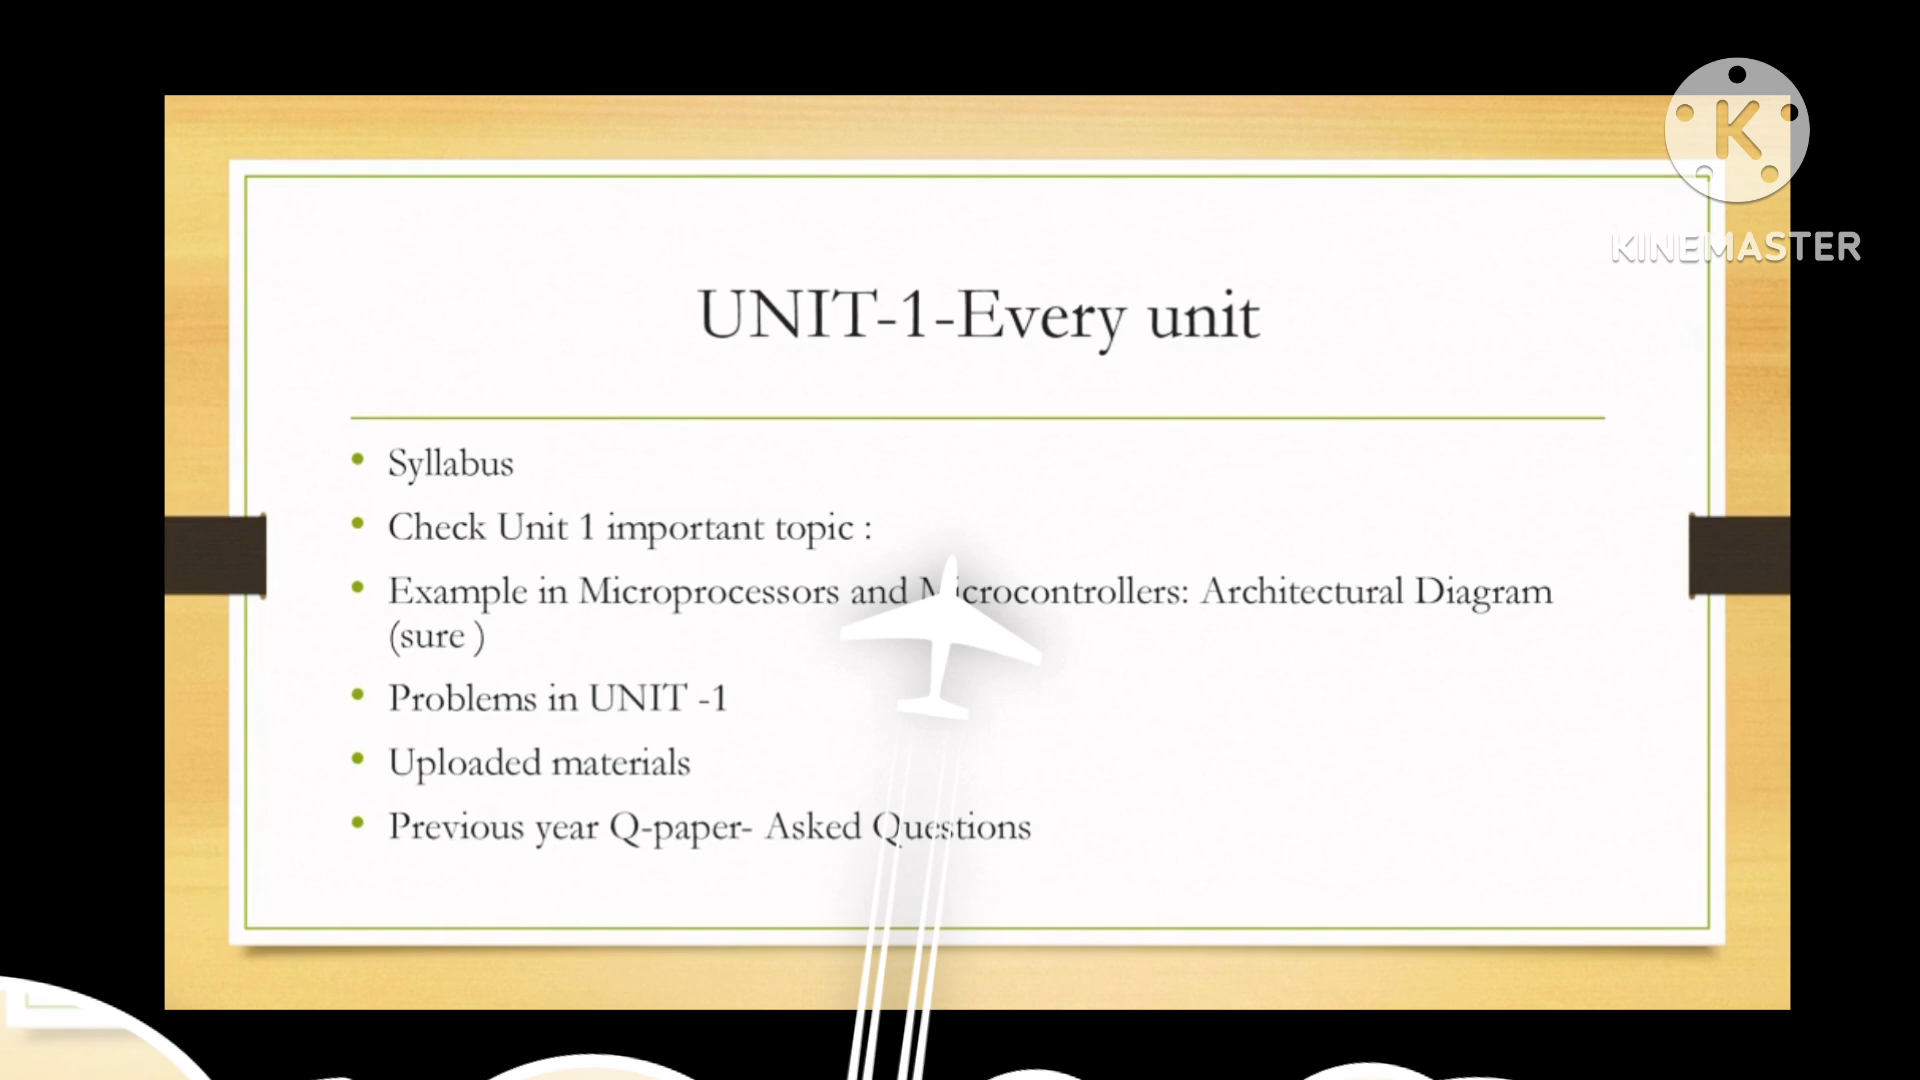 K
KINEMASTER
UNIT-1-Every unit
Syllabus
Check Unit 1 important topic :
Example in Microprocessors and Microcontrollers: Architectural Diagram
(sure )
Problems in UNIT -1
Uploaded materials
Previous year Q-paper- Asked Questions